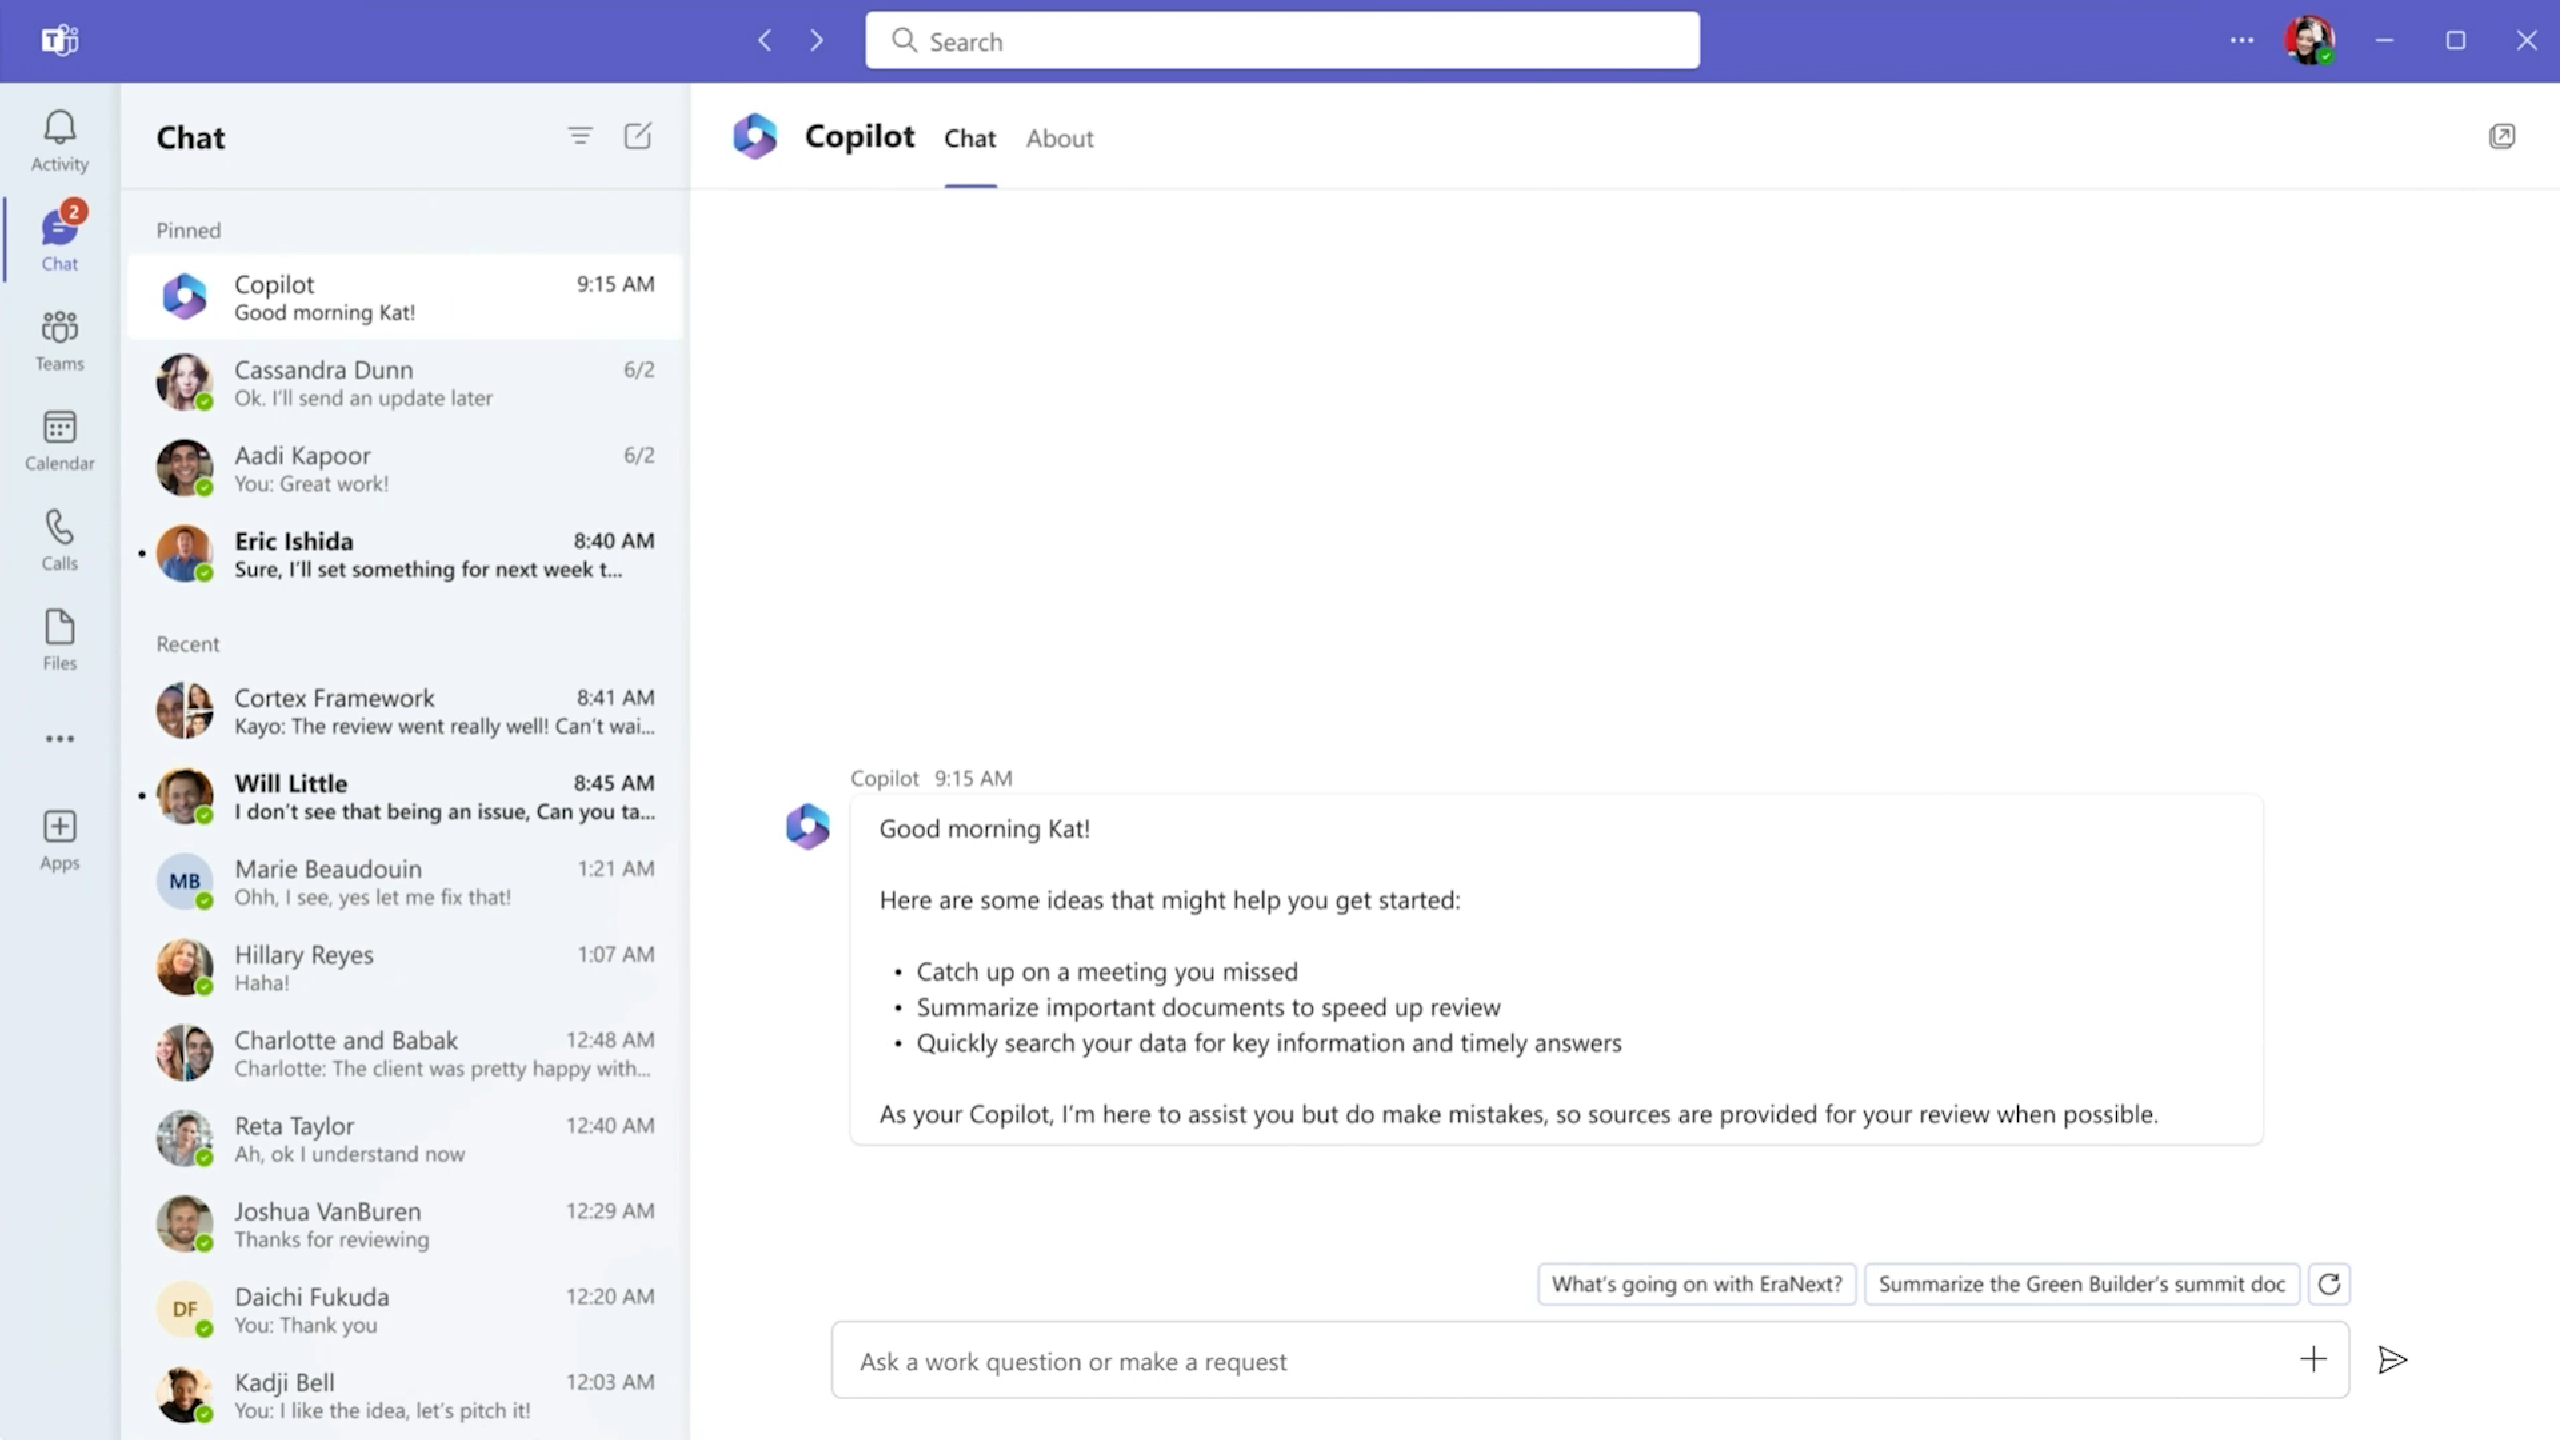 T
Search
Activity
2
Chat
Teams
Calendar
Calls
Files
Apps
Chat
Pinned
Copilot 9:15 AM
Good morning Kat!
Cassandra Dunn 6/2
Ok. I'll send an update later
Aadi Kapoor 6/2
You: Great work!
Eric Ishida 8:40 AM
Sure, I'll set something for next week t...
Recent
Cortex Framework 8:41 AM
Kayo: The review went really well! Can't wai...
Will Little 8:45 AM
I don't see that being an issue, Can you ta...
MB
Marie Beaudouin 1:21 AM
Ohh, I see, yes let me fix that!
Hillary Reyes 1:07 AM
Haha!
Charlotte and Babak 12:48 AM
Charlotte: The client was pretty happy with...
Reta Taylor 12:40 AM
Ah, ok I understand now
Joshua VanBuren 12:29 AM
Thanks for reviewing
DF
Daichi Fukuda 12:20 AM
You: Thank you
Kadji Bell 12:03 AM
You: I like the idea, let's pitch it!
Copilot Chat About
Copilot 9:15 AM
Good morning Kat!
Here are some ideas that might help you get started:
• Catch up on a meeting you missed
• Summarize important documents to speed up review
• Quickly search your data for key information and timely answers
As your Copilot, I'm here to assist you but do make mistakes, so sources are provided for your review when possible.
What's going on with EraNext? Summarize the Green Builder's summit doc
Ask a work question or make a request